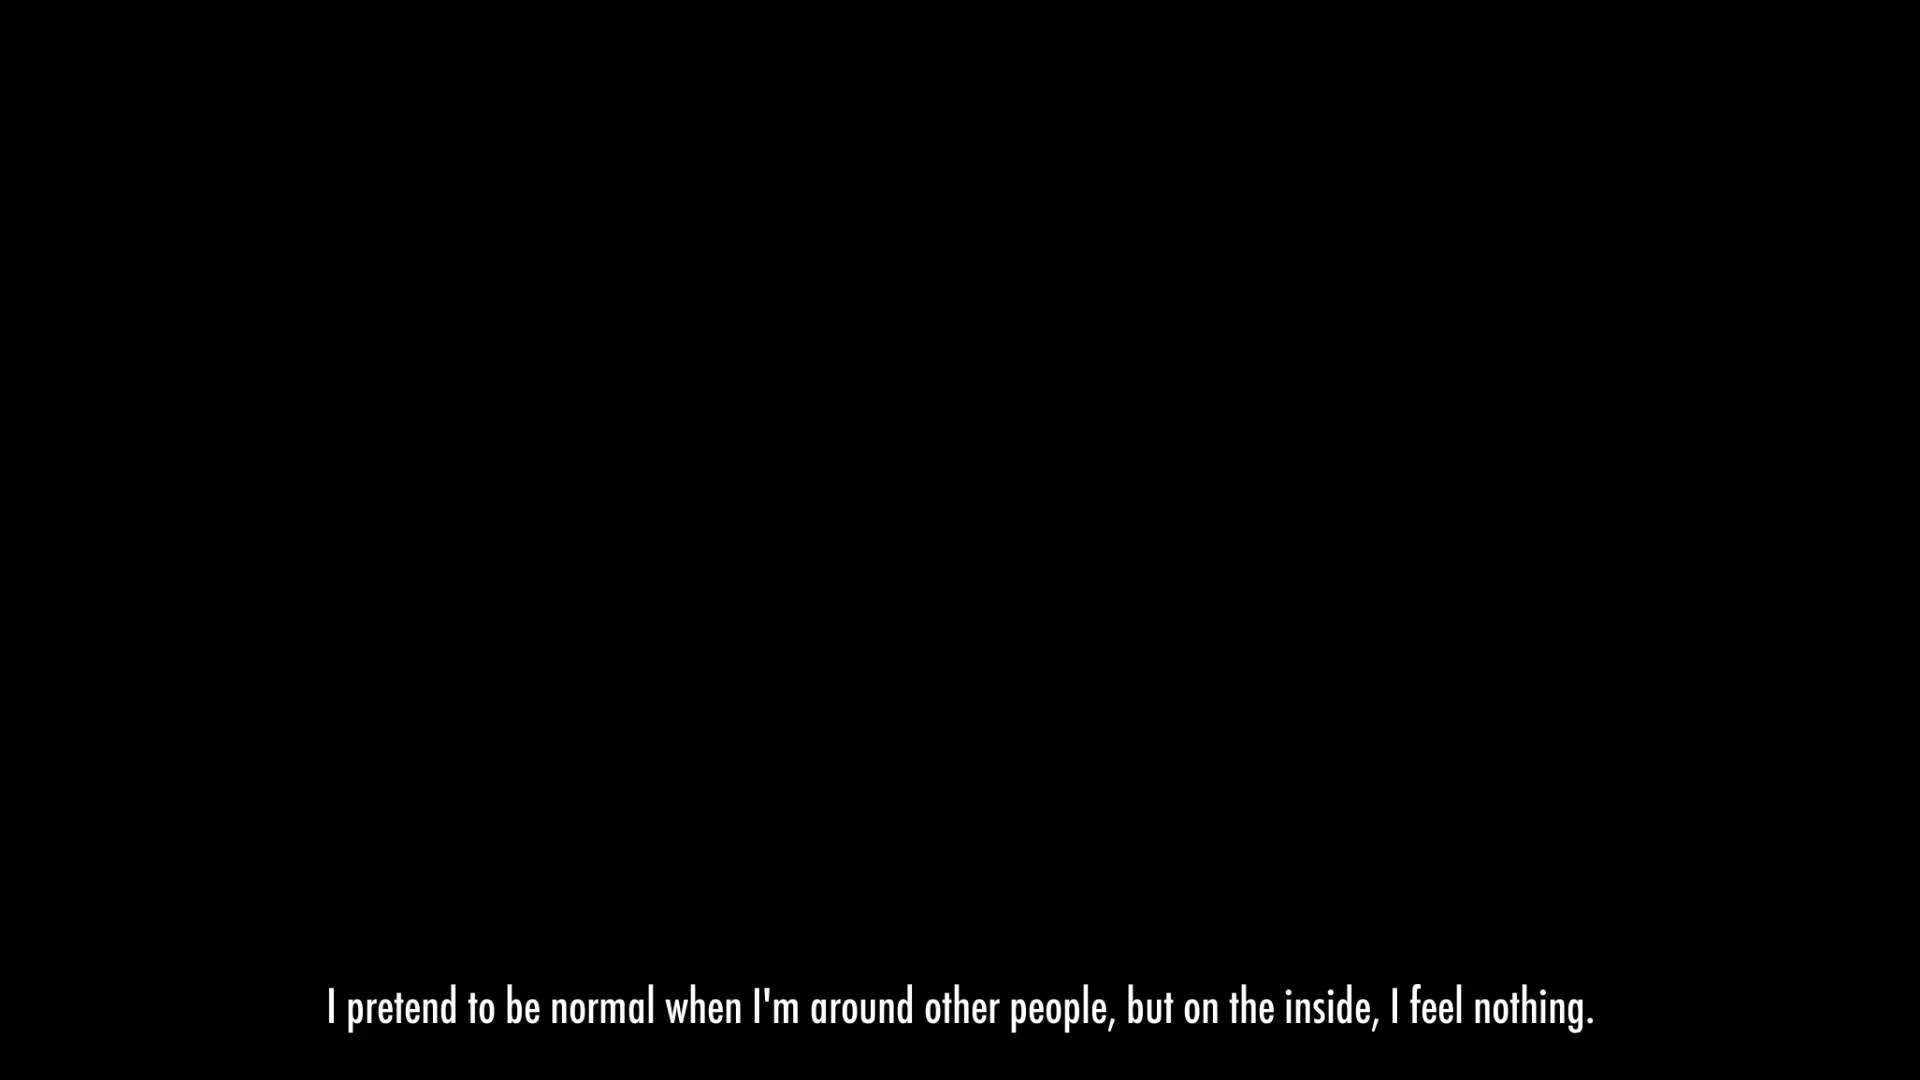 I pretend to be normal when I'm around other people, but on the inside, I feel nothing.